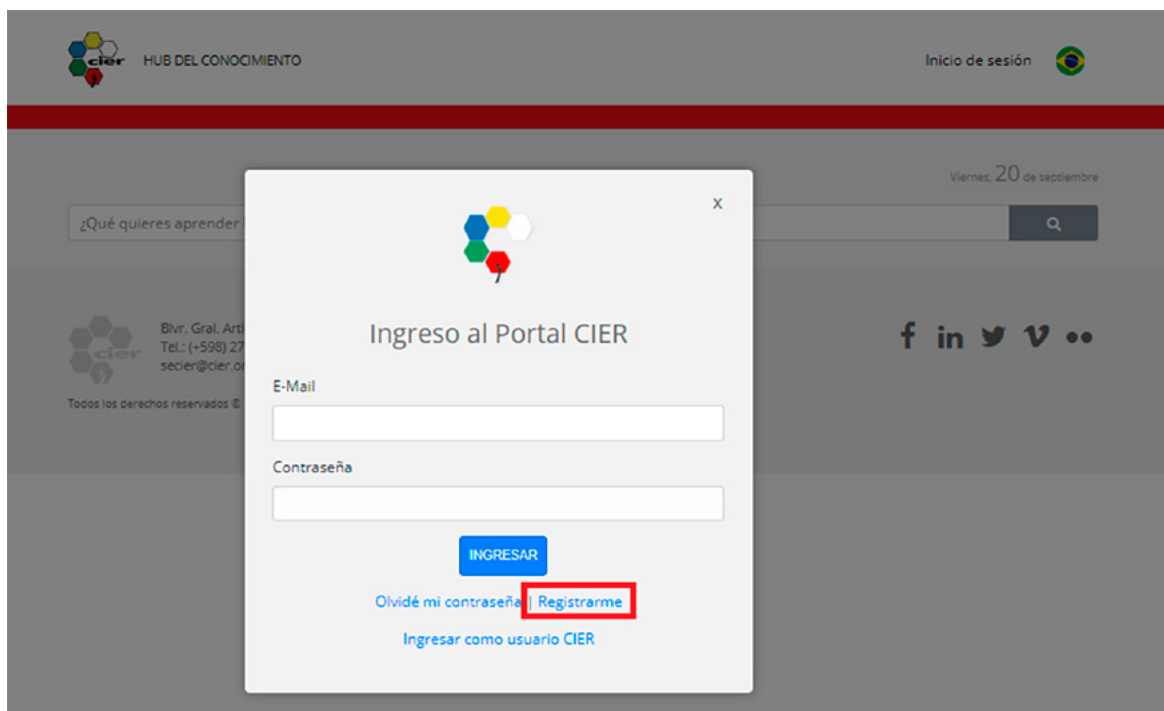 cier HUB DEL CONOCIMIENTO
Inicio de sesión
Viernes, 20 de septiembre
¿Qué quieres aprender
x
Ingreso al Portal CIER
E-Mail
Contraseña
INGRESAR
Olvidé mi contraseña | Registrarme
Ingresar como usuario CIER
cier
Blvr. Gral. Arti
Tel.: (+598) 27
secier@cier.or
Todos los derechos reservados ©